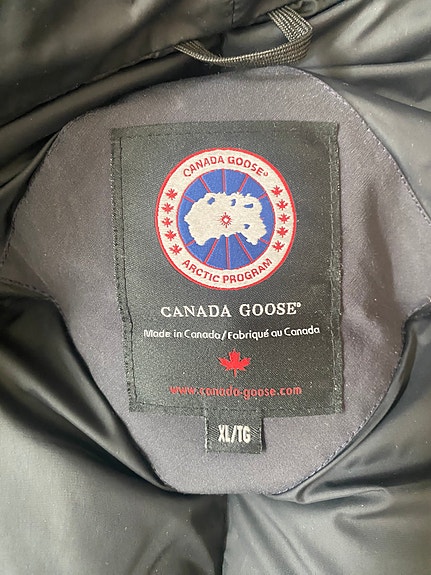 CANADA GOOSE®
ARCTIC PROGRAM
CANADA GOOSE®
Made in Canada/Fabriqué au Canada
www.canada-goose.com
XL/TG